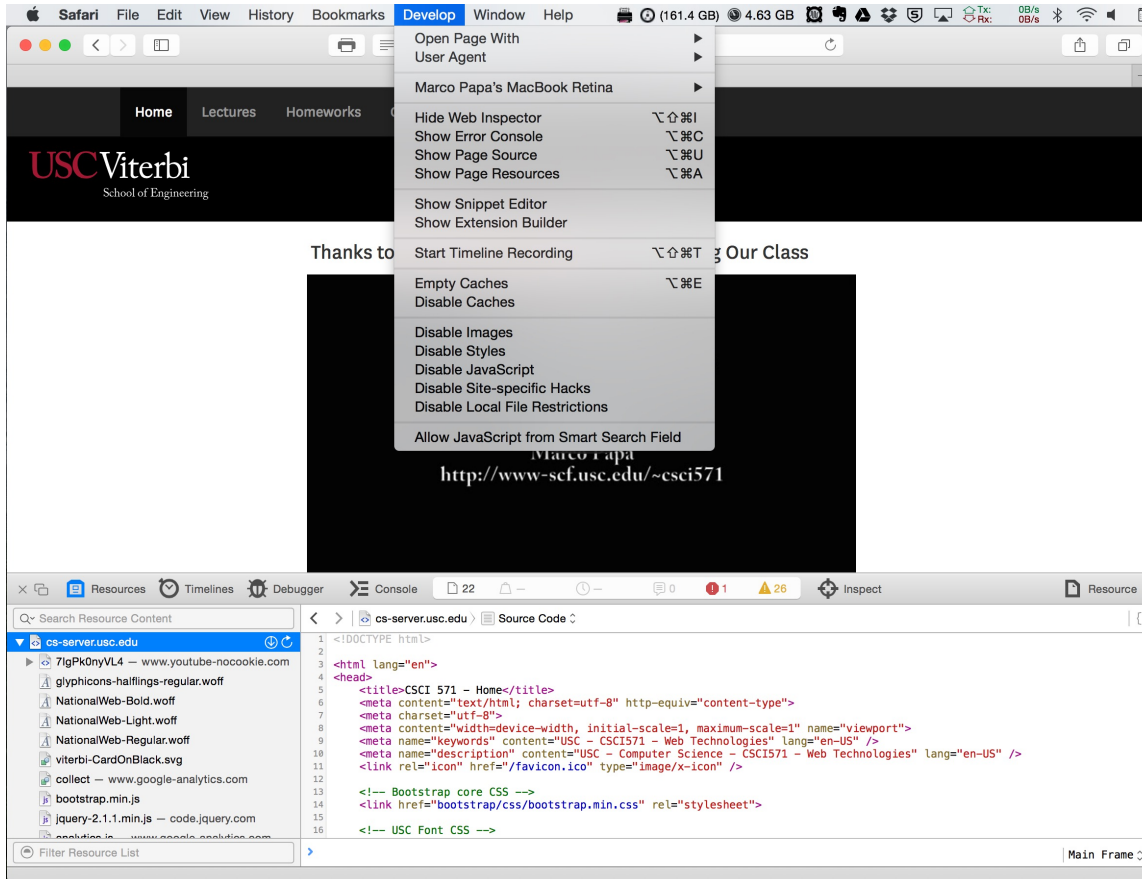 Safari File Edit View History Bookmarks Develop Window Help (161.4 GB) 4.63 GB Tx: 0B/s
Rx: 0B/s
Open Page With
User Agent
Marco Papa's MacBook Retina
Home Lectures Homeworks
Hide Web Inspector ⌥⇧⌘I
Show Error Console ⌥⌘C
Show Page Source ⌥⌘U
Show Page Resources ⌥⌘A
USC Viterbi
School of Engineering
Show Snippet Editor
Show Extension Builder
Start Timeline Recording ⌥⇧⌘T
Thanks to g Our Class
Empty Caches ⌥⌘E
Disable Caches
Disable Images
Disable Styles
Disable JavaScript
Disable Site-specific Hacks
Disable Local File Restrictions
Allow JavaScript from Smart Search Field
Marco Papa
http://www-scf.usc.edu/~csci571
Resources Timelines Debugger Console 22 – – 0 1 26 Inspect Resource
Search Resource Content
cs-server.usc.edu Source Code
cs-server.usc.edu
7IgPk0nyVL4 — www.youtube-nocookie.com
glyphicons-halflings-regular.woff
NationalWeb-Bold.woff
NationalWeb-Light.woff
NationalWeb-Regular.woff
viterbi-CardOnBlack.svg
collect — www.google-analytics.com
bootstrap.min.js
jquery-2.1.1.min.js — code.jquery.com
analytics.js — www.google-analytics.com
Filter Resource List
1 <!DOCTYPE html>
2
3 <html lang="en">
4 <head>
5 <title>CSCI 571 – Home</title>
6 <meta content="text/html; charset=utf-8" http-equiv="content-type">
7 <meta charset="utf-8">
8 <meta content="width=device-width, initial-scale=1, maximum-scale=1" name="viewport">
9 <meta name="keywords" content="USC – CSCI571 – Web Technologies" lang="en-US" />
10 <meta name="description" content="USC – Computer Science – CSCI571 – Web Technologies" lang="en-US" />
11 <link rel="icon" href="/favicon.ico" type="image/x-icon" />
12
13 <!-- Bootstrap core CSS -->
14 <link href="bootstrap/css/bootstrap.min.css" rel="stylesheet">
15
16 <!-- USC Font CSS -->
Main Frame